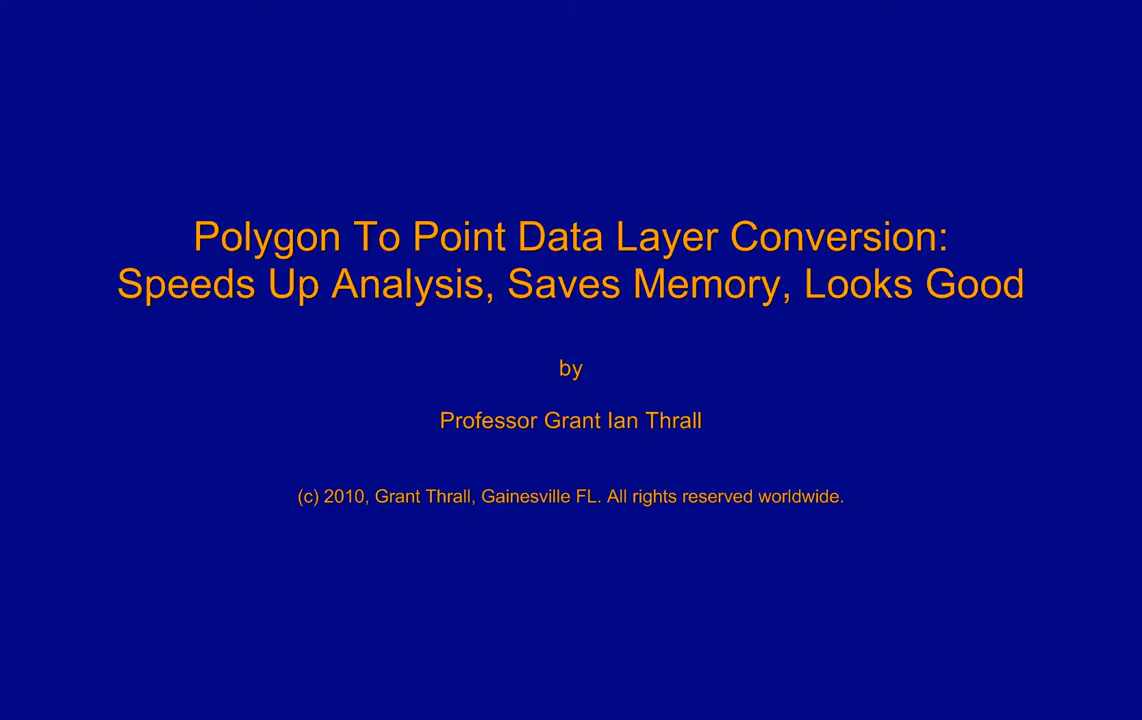 Polygon To Point Data Layer Conversion:
Speeds Up Analysis, Saves Memory, Looks Good
by
Professor Grant Ian Thrall
(c) 2010, Grant Thrall, Gainesville FL. All rights reserved worldwide.